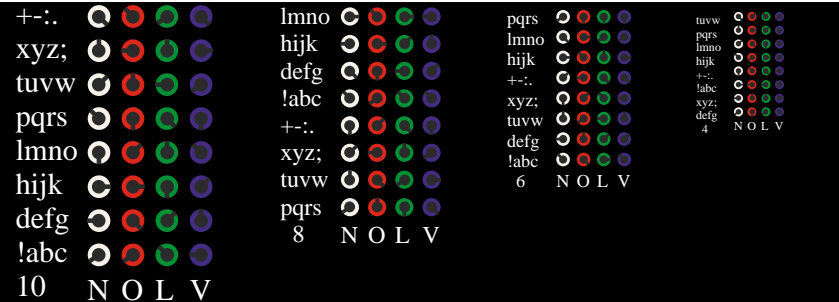 +-:.
xyz;
tuvw
pqrs
lmno
hijk
defg
!abc
10 N O L V
lmno
hijk
defg
!abc
+-:.
xyz;
tuvw
pqrs
8 N O L V
pqrs
lmno
hijk
+-:.
xyz;
tuvw
defg
!abc
6 N O L V
tuvw
pqrs
lmno
hijk
+-:.
!abc
xyz;
defg
4 N O L V